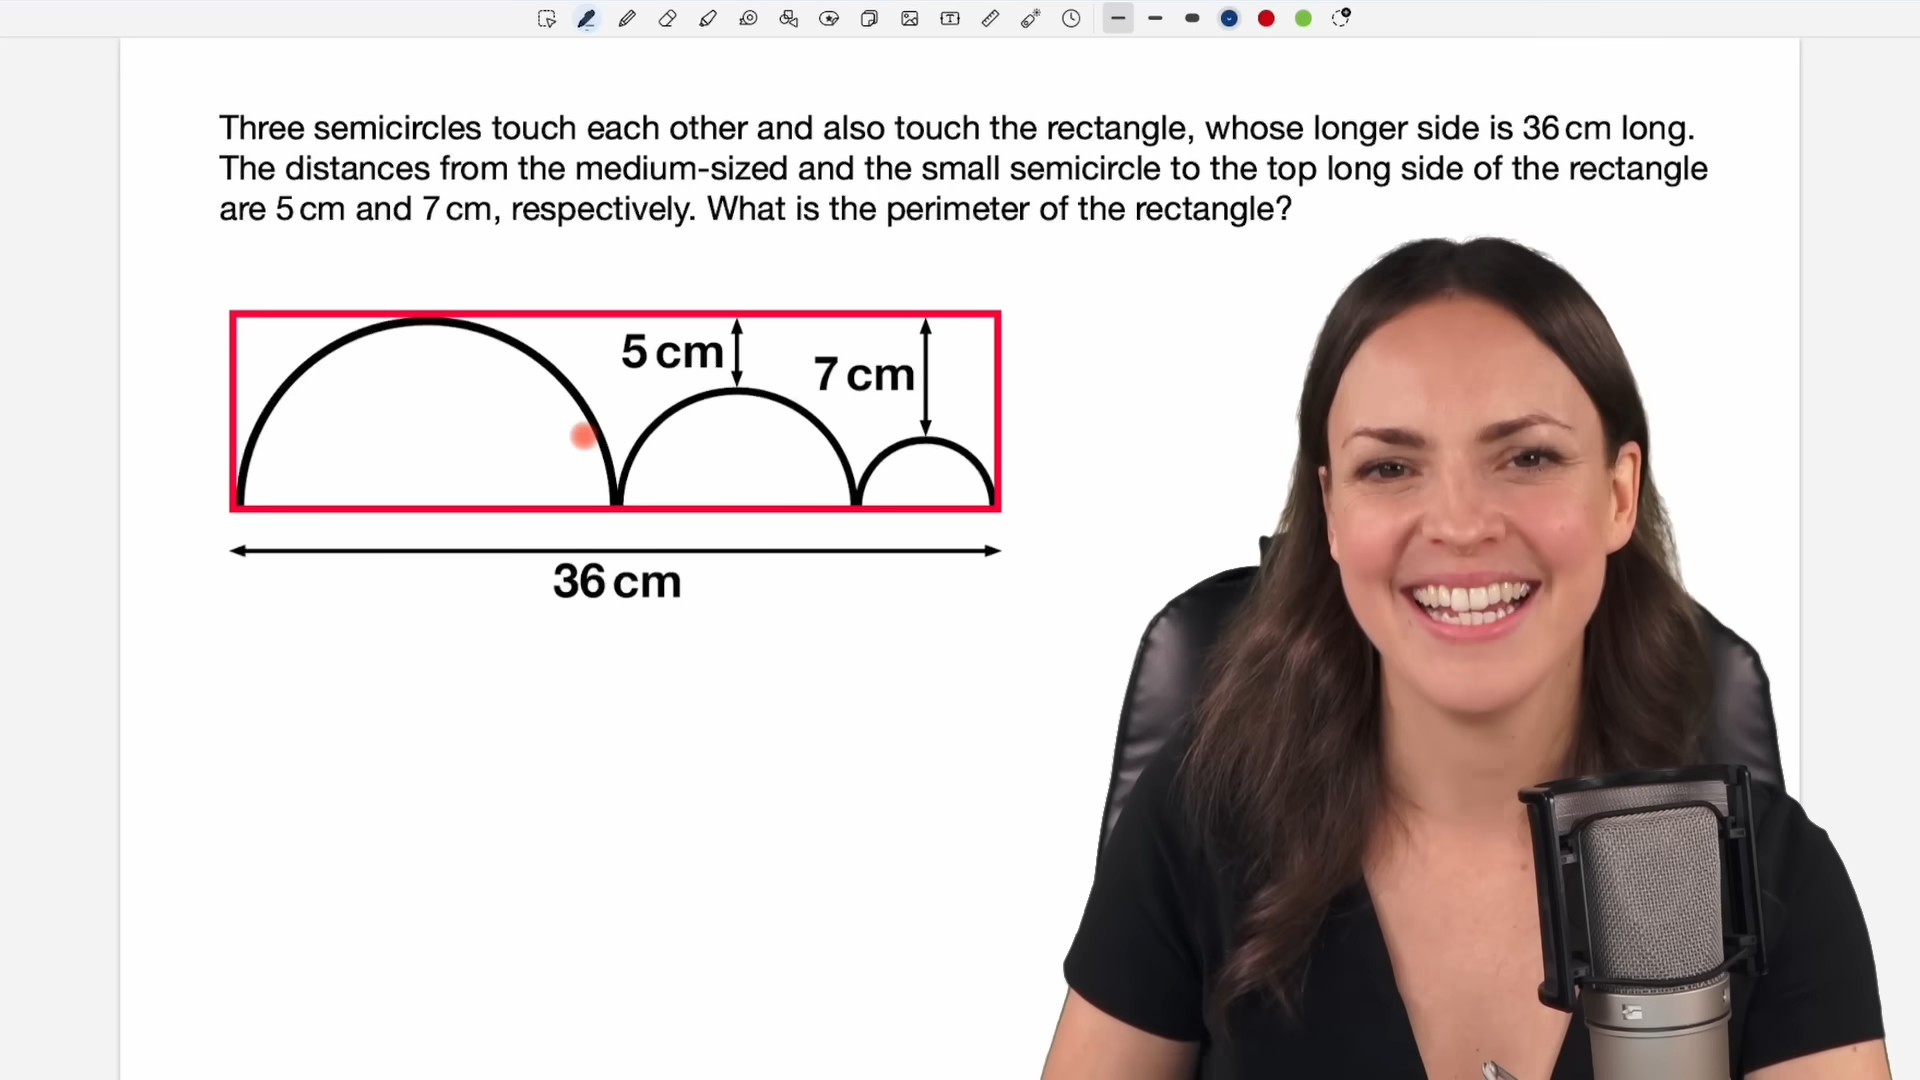 Three semicircles touch each other and also touch the rectangle, whose longer side is 36 cm long.
The distances from the medium-sized and the small semicircle to the top long side of the rectangle
are 5 cm and 7 cm, respectively. What is the perimeter of the rectangle?
5 cm
7 cm
36 cm